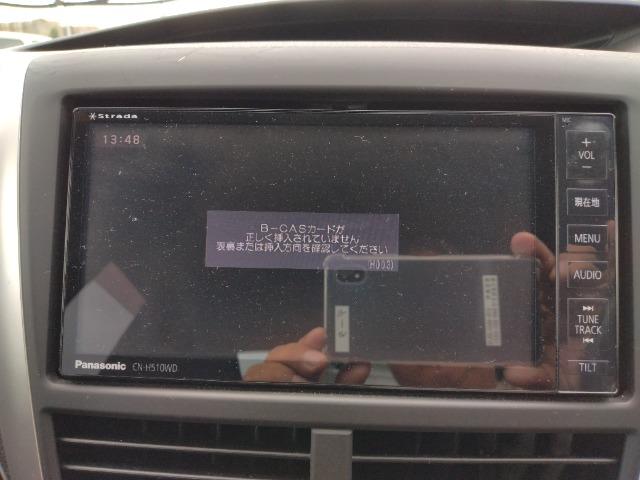 Strada
MIC
13:48
+
VOL
−
現在地
MENU
AUDIO
TUNE
TRACK
TILT
B-CASカードが
正しく挿入されていません
表裏または挿入方向を確認してください
(H003)
Panasonic CN-H510WD